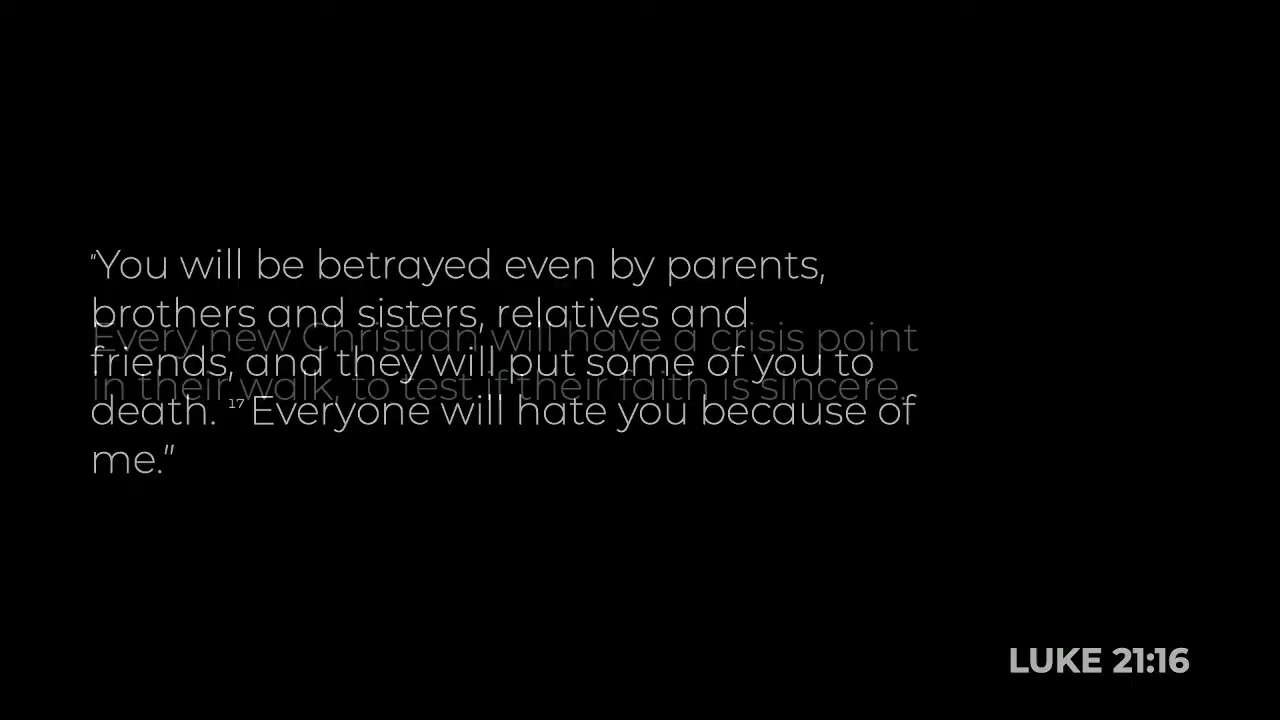 “You will be betrayed even by parents,
brothers and sisters, relatives and
Every new Christian will have a crisis point
friends, and they will put some of you to
in their walk, to test if their faith is sincere.
death. 17 Everyone will hate you because of
me.”
LUKE 21:16